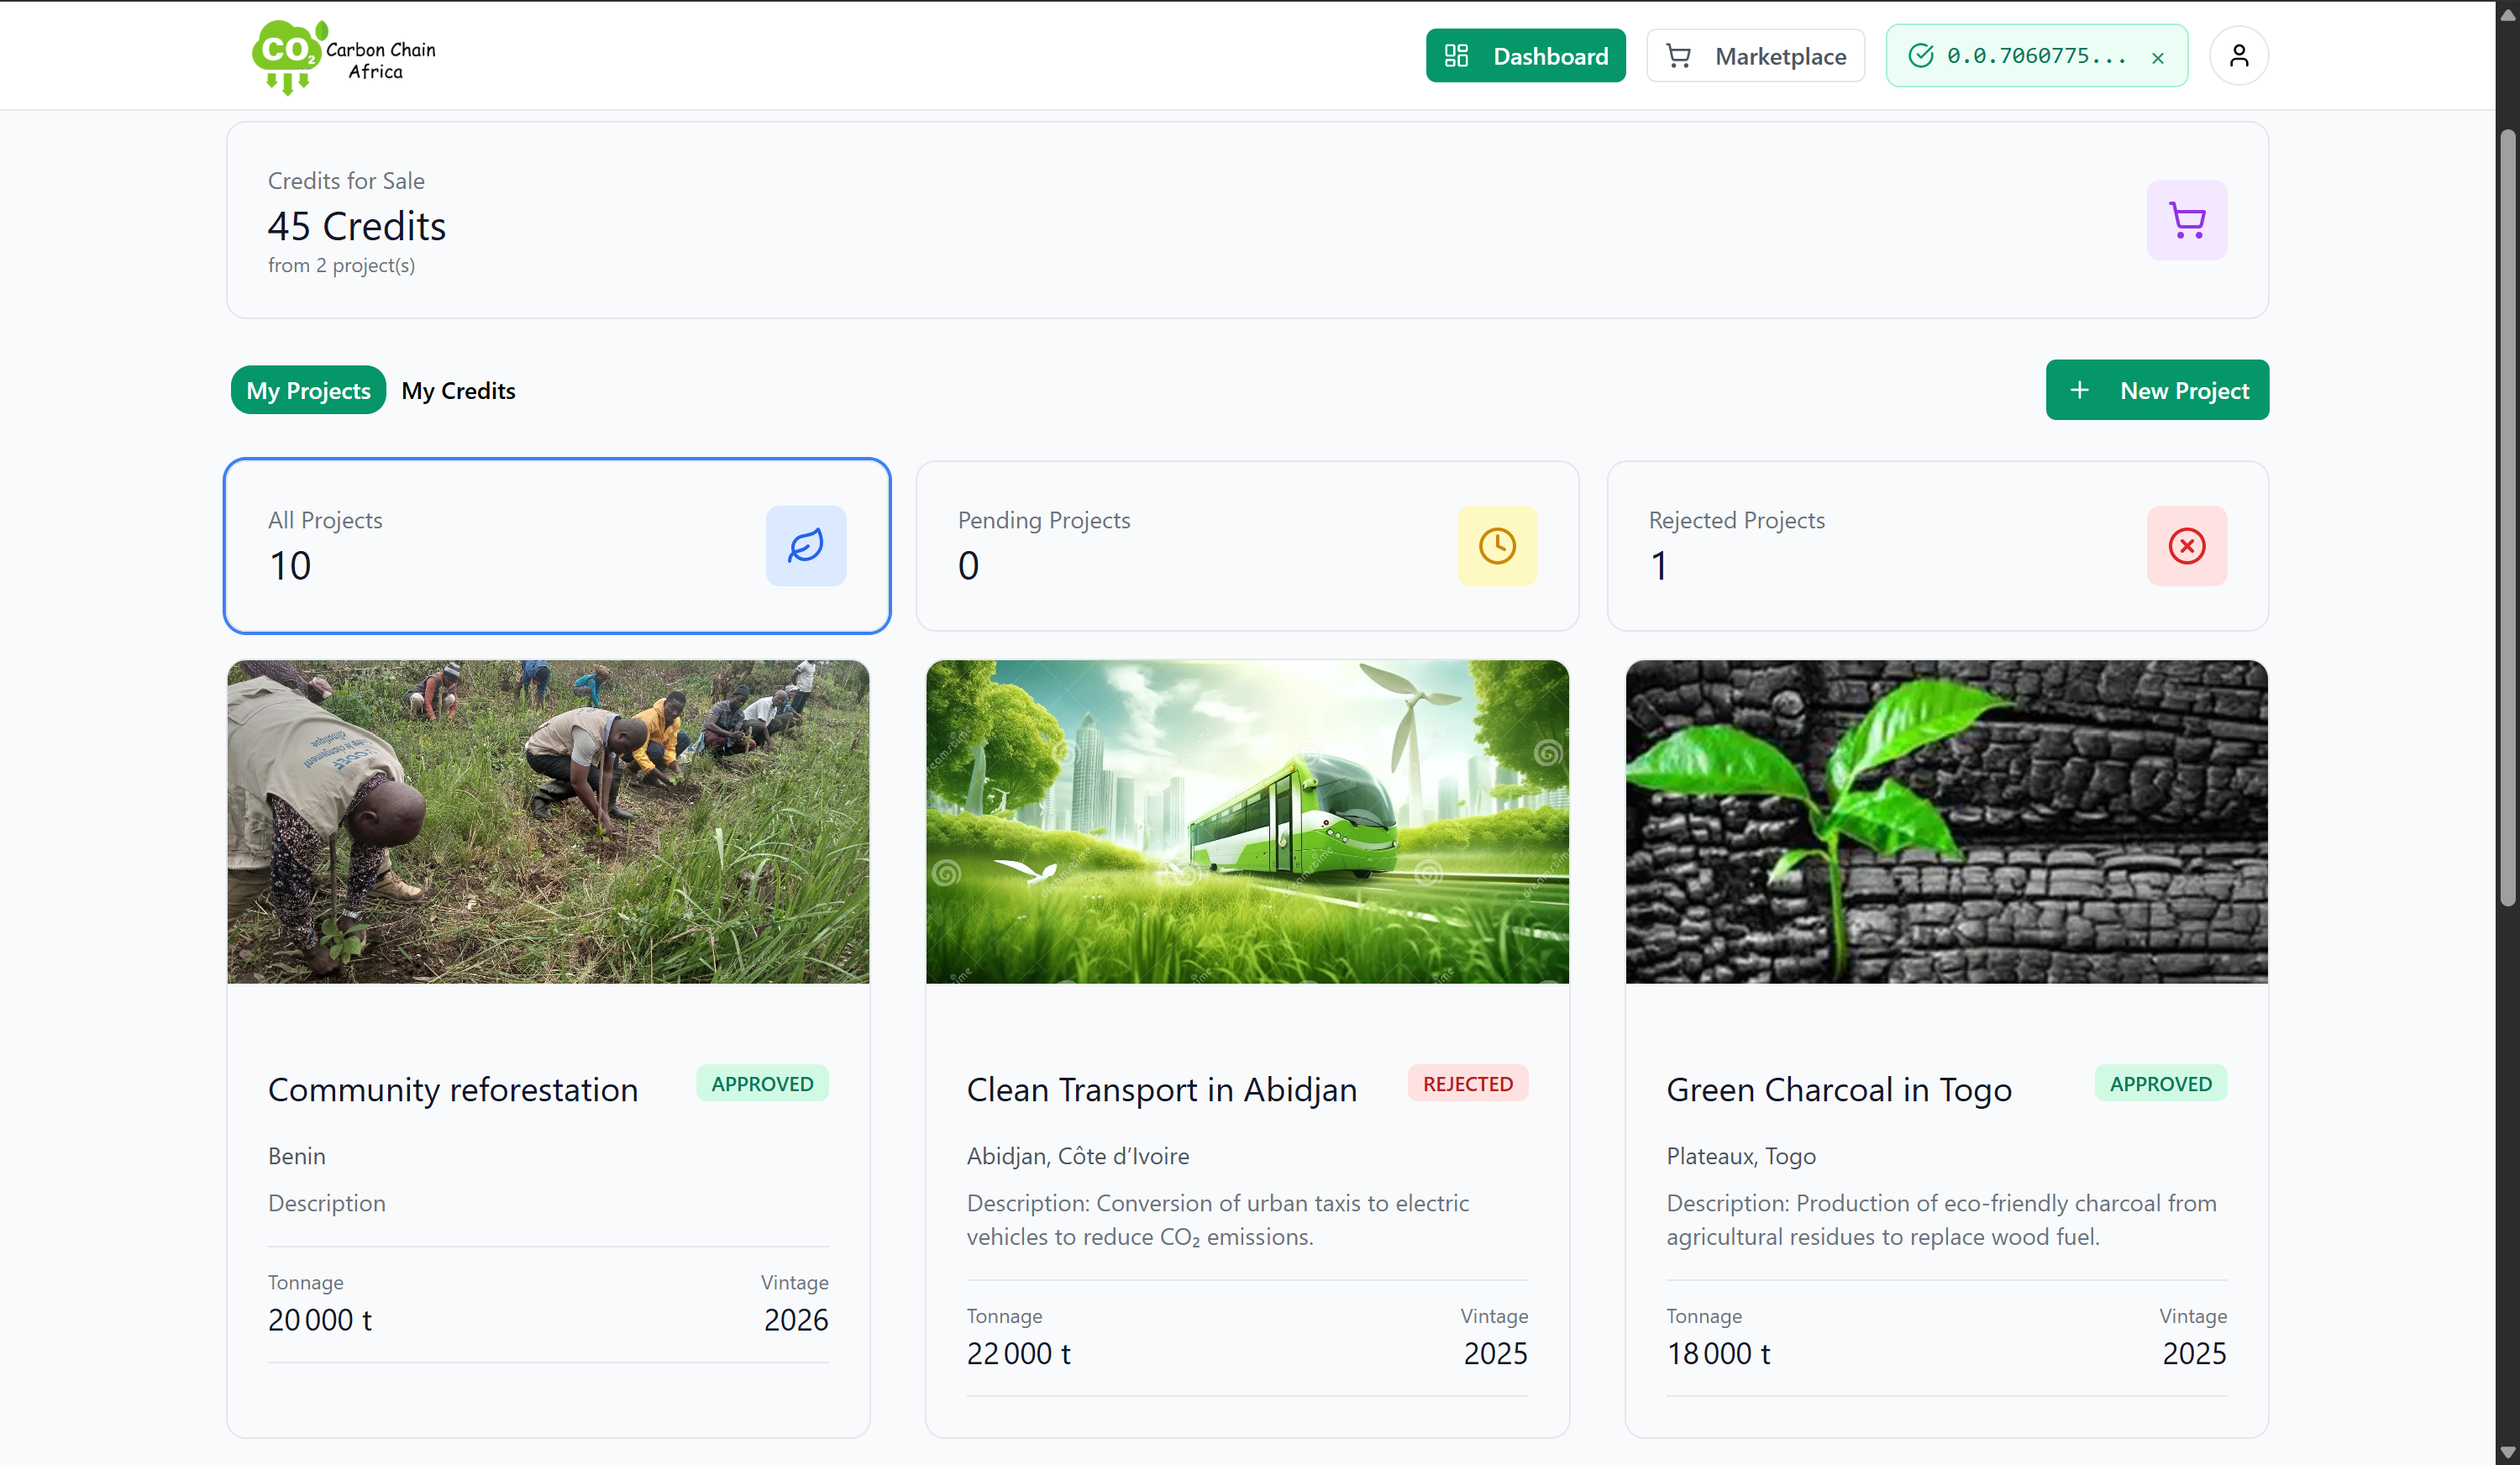 CO2
Carbon Chain
Africa
Dashboard
Marketplace
0.0.7060775...
×
Credits for Sale
45 Credits
from 2 project(s)
My Projects
My Credits
New Project
All Projects
10
Pending Projects
0
Rejected Projects
1
Community reforestation
APPROVED
Benin
Description
Tonnage
Vintage
20 000 t
2026
Clean Transport in Abidjan
REJECTED
Abidjan, Côte d’Ivoire
Description: Conversion of urban taxis to electric
vehicles to reduce CO₂ emissions.
Tonnage
Vintage
22 000 t
2025
Green Charcoal in Togo
APPROVED
Plateaux, Togo
Description: Production of eco-friendly charcoal from
agricultural residues to replace wood fuel.
Tonnage
Vintage
18 000 t
2025